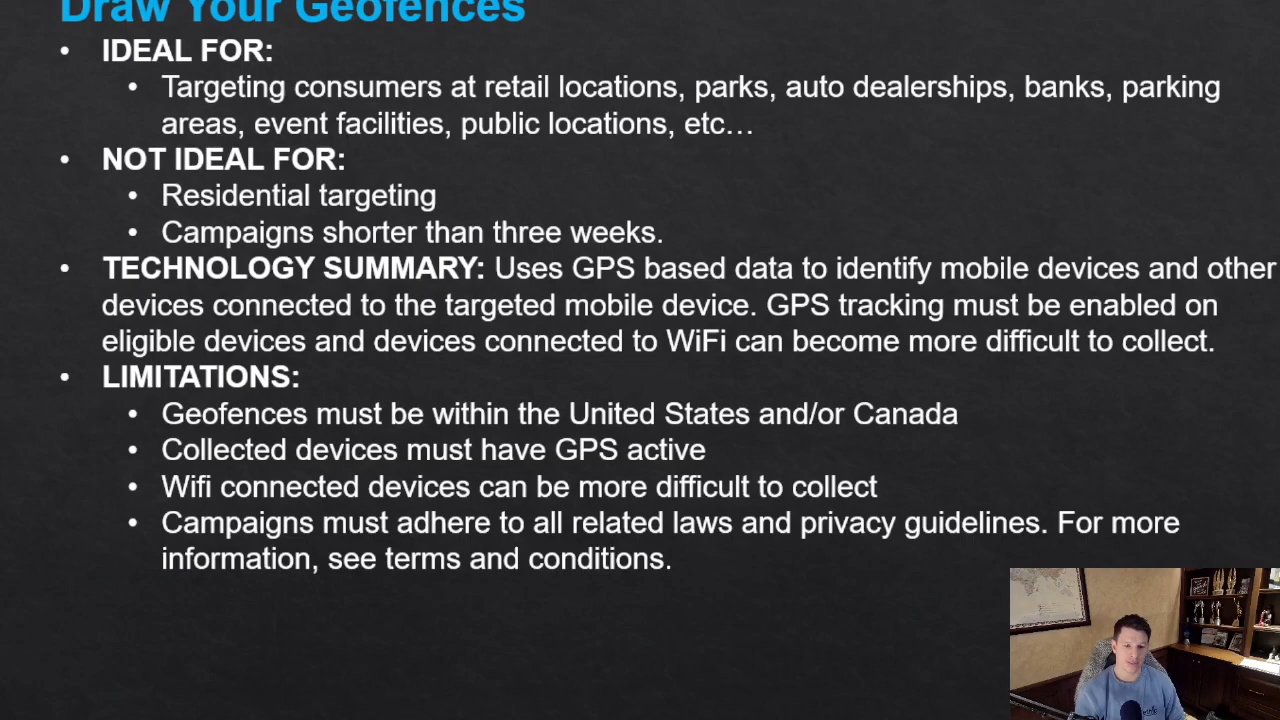 Draw Your Geofences
• IDEAL FOR:
• Targeting consumers at retail locations, parks, auto dealerships, banks, parking
areas, event facilities, public locations, etc…
• NOT IDEAL FOR:
• Residential targeting
• Campaigns shorter than three weeks.
• TECHNOLOGY SUMMARY: Uses GPS based data to identify mobile devices and other
devices connected to the targeted mobile device. GPS tracking must be enabled on
eligible devices and devices connected to WiFi can become more difficult to collect.
• LIMITATIONS:
• Geofences must be within the United States and/or Canada
• Collected devices must have GPS active
• Wifi connected devices can be more difficult to collect
• Campaigns must adhere to all related laws and privacy guidelines. For more
information, see terms and conditions.